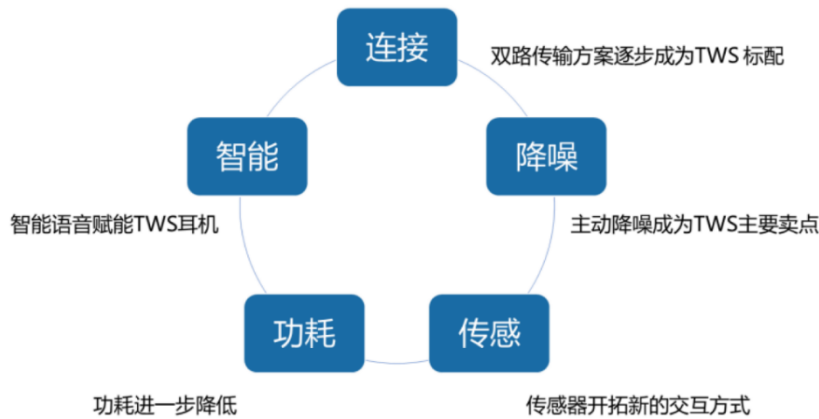 连接
双路传输方案逐步成为TWS 标配
智能
降噪
智能语音赋能TWS耳机
主动降噪成为TWS主要卖点
功耗
传感
功耗进一步降低
传感器开拓新的交互方式